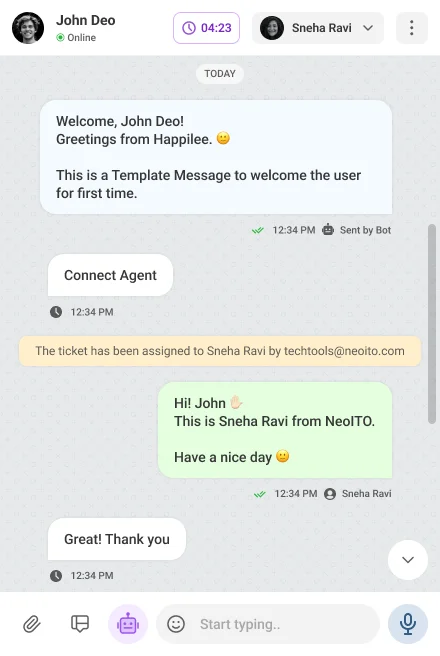 John Deo
Online
04:23
Sneha Ravi
TODAY
Welcome, John Deo!
Greetings from Happilee. 😊
This is a Template Message to welcome the user
for first time.
12:34 PM Sent by Bot
Connect Agent
12:34 PM
The ticket has been assigned to Sneha Ravi by techtools@neoito.com
Hi! John ✋🏻
This is Sneha Ravi from NeoITO.
Have a nice day 😊
12:34 PM Sneha Ravi
Great! Thank you
12:34 PM
Start typing..